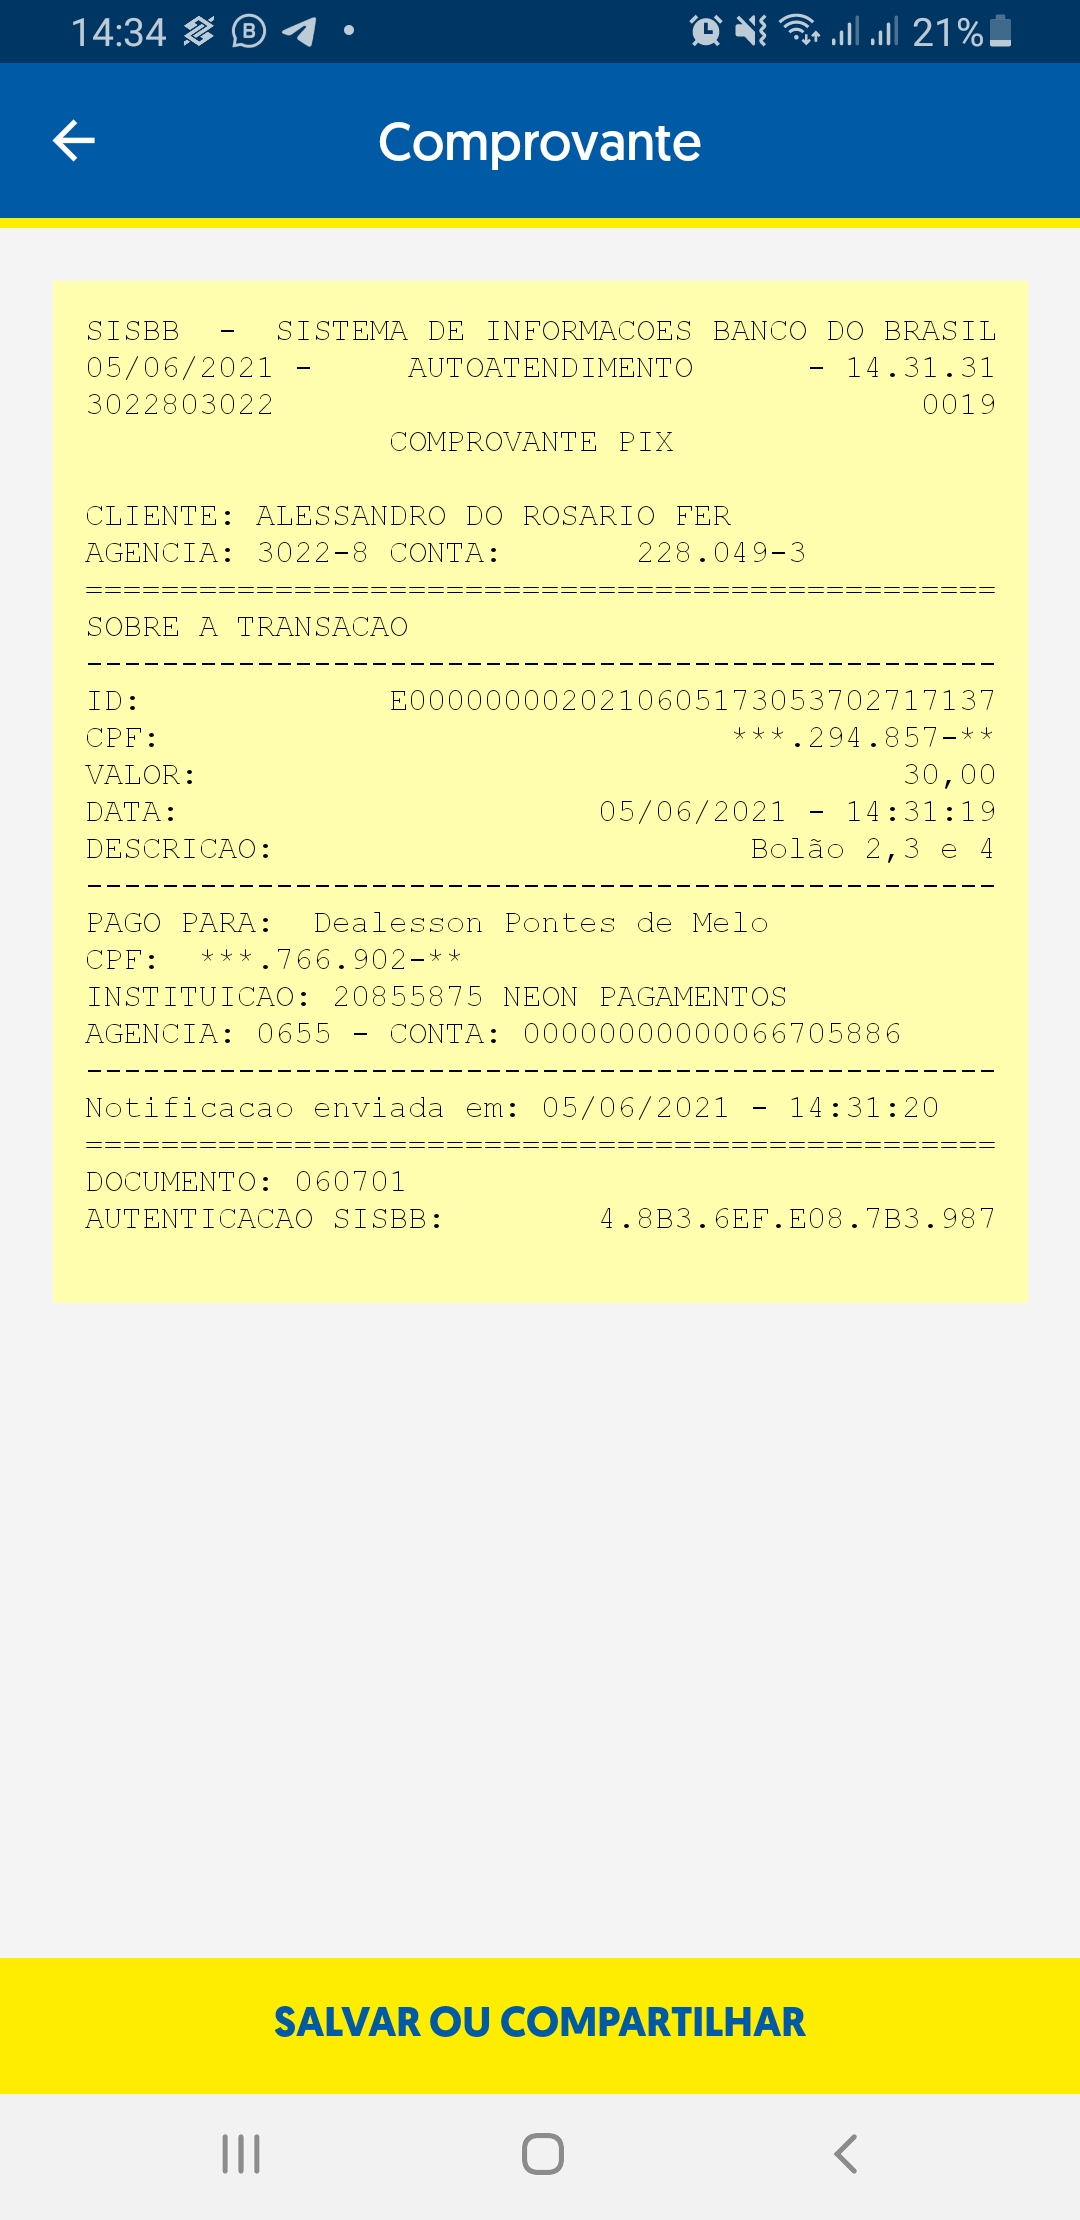 14:34 21%
Comprovante
SISBB - SISTEMA DE INFORMACOES BANCO DO BRASIL
05/06/2021 - AUTOATENDIMENTO - 14.31.31
3022803022 0019
COMPROVANTE PIX
CLIENTE: ALESSANDRO DO ROSARIO FER
AGENCIA: 3022-8 CONTA: 228.049-3
================================================
SOBRE A TRANSACAO
------------------------------------------------
ID: E0000000020210605173053702717137
CPF: ***.294.857-**
VALOR: 30,00
DATA: 05/06/2021 - 14:31:19
DESCRICAO: Bolão 2,3 e 4
------------------------------------------------
PAGO PARA: Dealesson Pontes de Melo
CPF: ***.766.902-**
INSTITUICAO: 20855875 NEON PAGAMENTOS
AGENCIA: 0655 - CONTA: 00000000000066705886
------------------------------------------------
Notificacao enviada em: 05/06/2021 - 14:31:20
================================================
DOCUMENTO: 060701
AUTENTICACAO SISBB: 4.8B3.6EF.E08.7B3.987
SALVAR OU COMPARTILHAR